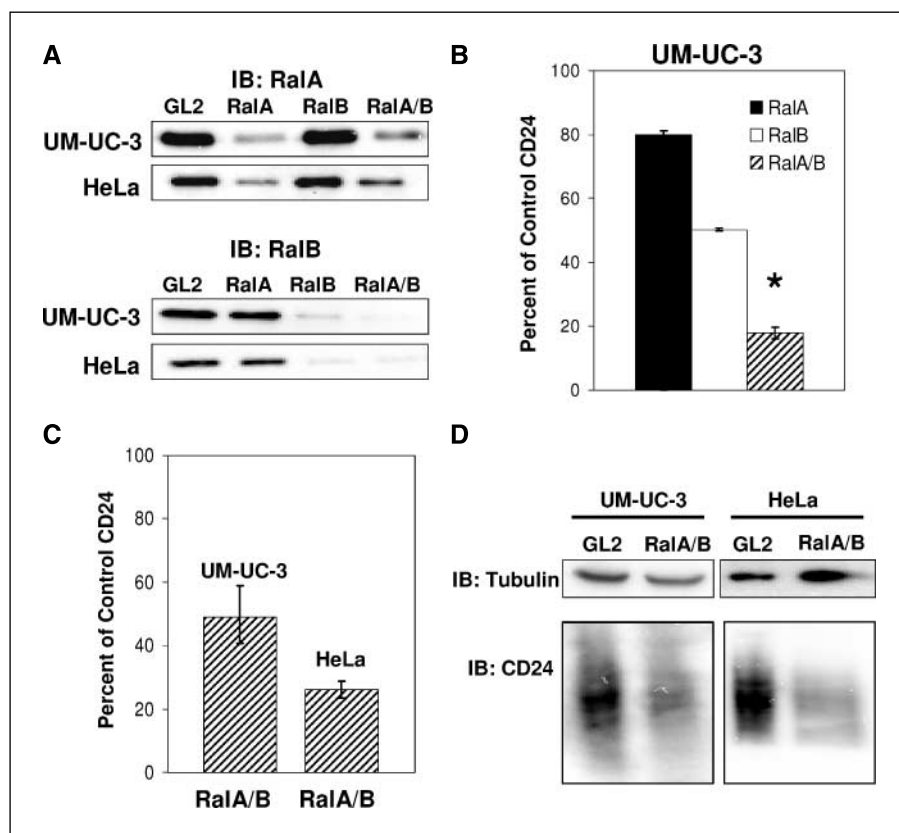 A
IB: RalA
GL2 RalA RalB RalA/B
UM-UC-3
HeLa
IB: RalB
GL2 RalA RalB RalA/B
UM-UC-3
HeLa
B
UM-UC-3
Percent of Control CD24
100
80
60
40
20
0
RalA
RalB
RalA/B
*
C
Percent of Control CD24
100
80
60
40
20
0
UM-UC-3
HeLa
RalA/B RalA/B
D
UM-UC-3 HeLa
GL2 RalA/B GL2 RalA/B
IB: Tubulin
IB: CD24